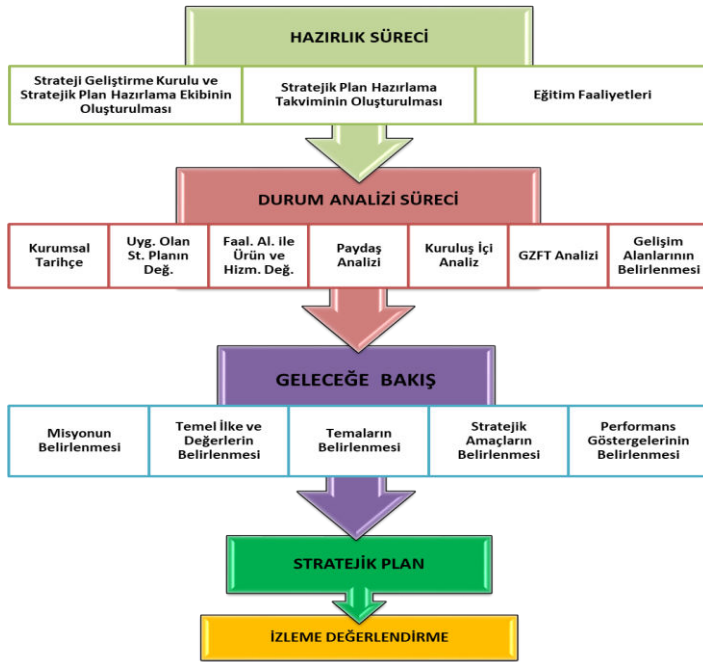 HAZIRLIK SÜRECİ
Strateji Geliştirme Kurulu ve
Stratejik Plan Hazırlama Ekibinin
Oluşturulması
Stratejik Plan Hazırlama
Takviminin Oluşturulması
Eğitim Faaliyetleri
DURUM ANALİZİ SÜRECİ
Kurumsal
Tarihçe
Uyg. Olan
St. Planın
Değ.
Faal. Al. ile
Ürün ve
Hizm. Değ.
Paydaş
Analizi
Kuruluş İçi
Analiz
GZFT Analizi
Gelişim
Alanlarının
Belirlenmesi
GELECEĞE BAKIŞ
Misyonun
Belirlenmesi
Temel İlke ve
Değerlerin
Belirlenmesi
Temaların
Belirlenmesi
Stratejik
Amaçların
Belirlenmesi
Performans
Göstergelerinin
Belirlenmesi
STRATEJİK PLAN
İZLEME DEĞERLENDİRME